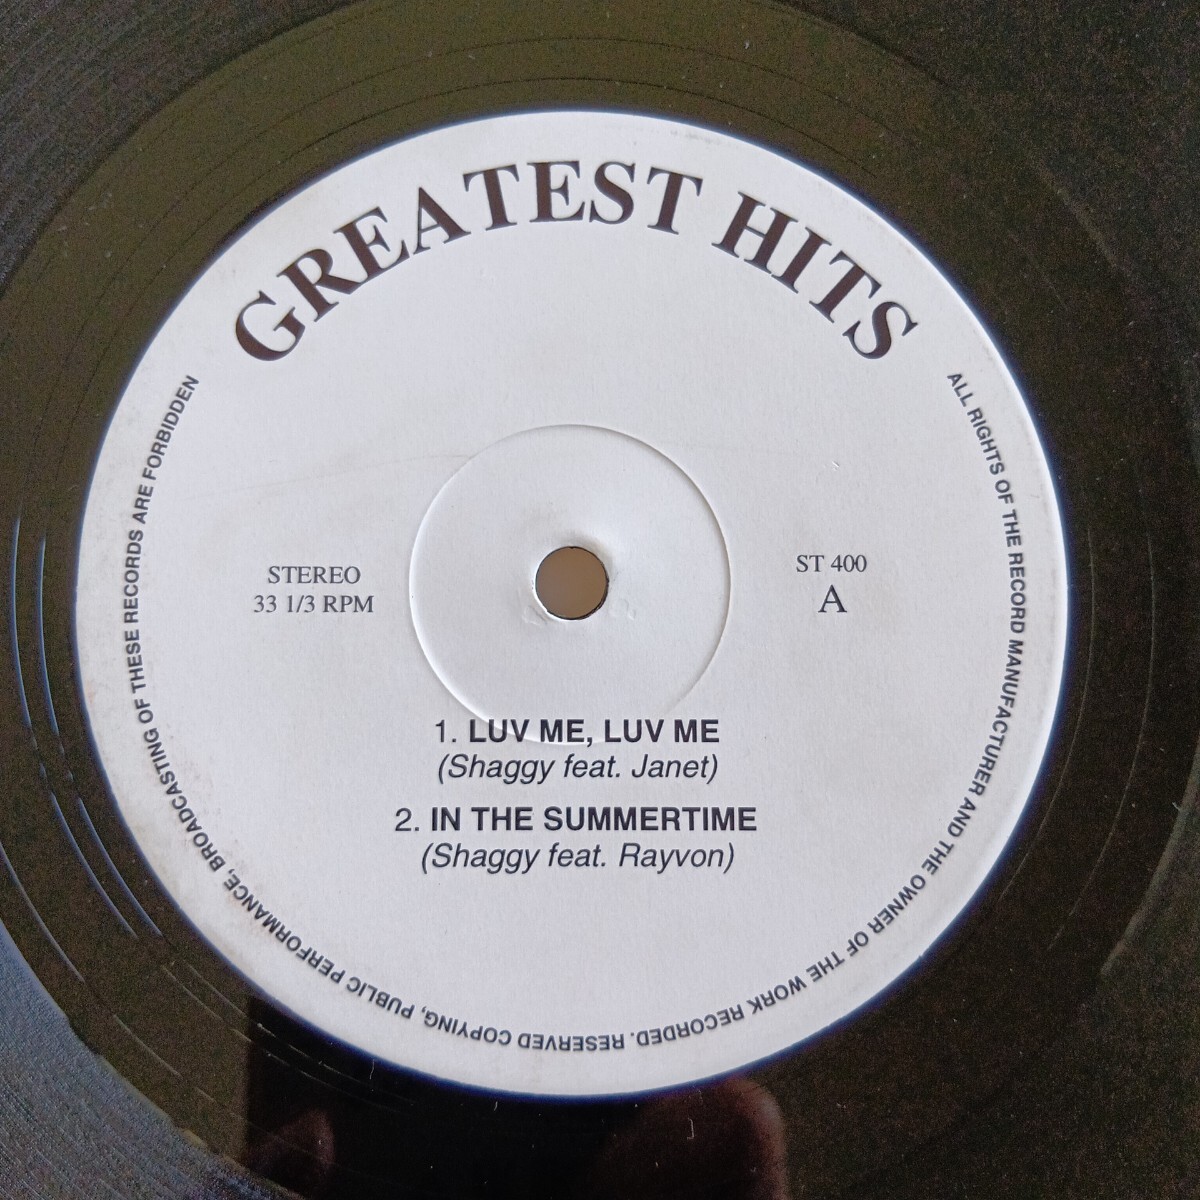 GREATEST HITS
STEREO
33 1/3 RPM
ST 400
A
1. LUV ME, LUV ME
(Shaggy feat. Janet)
2. IN THE SUMMERTIME
(Shaggy feat. Rayvon)
ALL RIGHTS OF THE RECORD MANUFACTURER AND THE OWNER OF THE WORK RECORDED. RESERVED COPYING, PUBLIC PERFORMANCE, BROADCASTING OF THESE RECORDS ARE FORBIDDEN